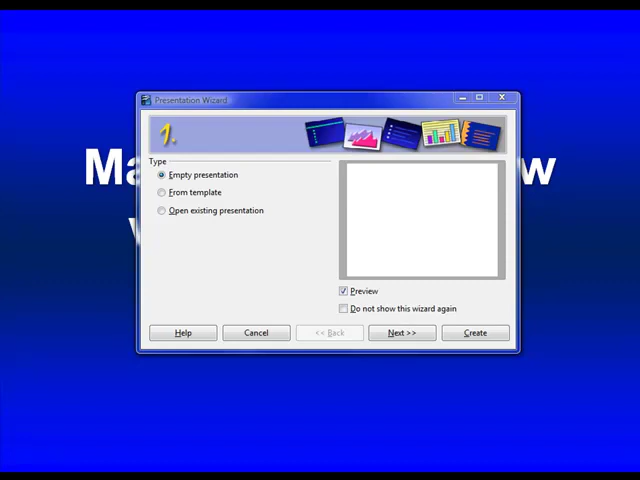 Presentation Wizard
1.
Ma
w
Type
Empty presentation
From template
Open existing presentation
Preview
Do not show this wizard again
Help
Cancel
<< Back
Next >>
Create